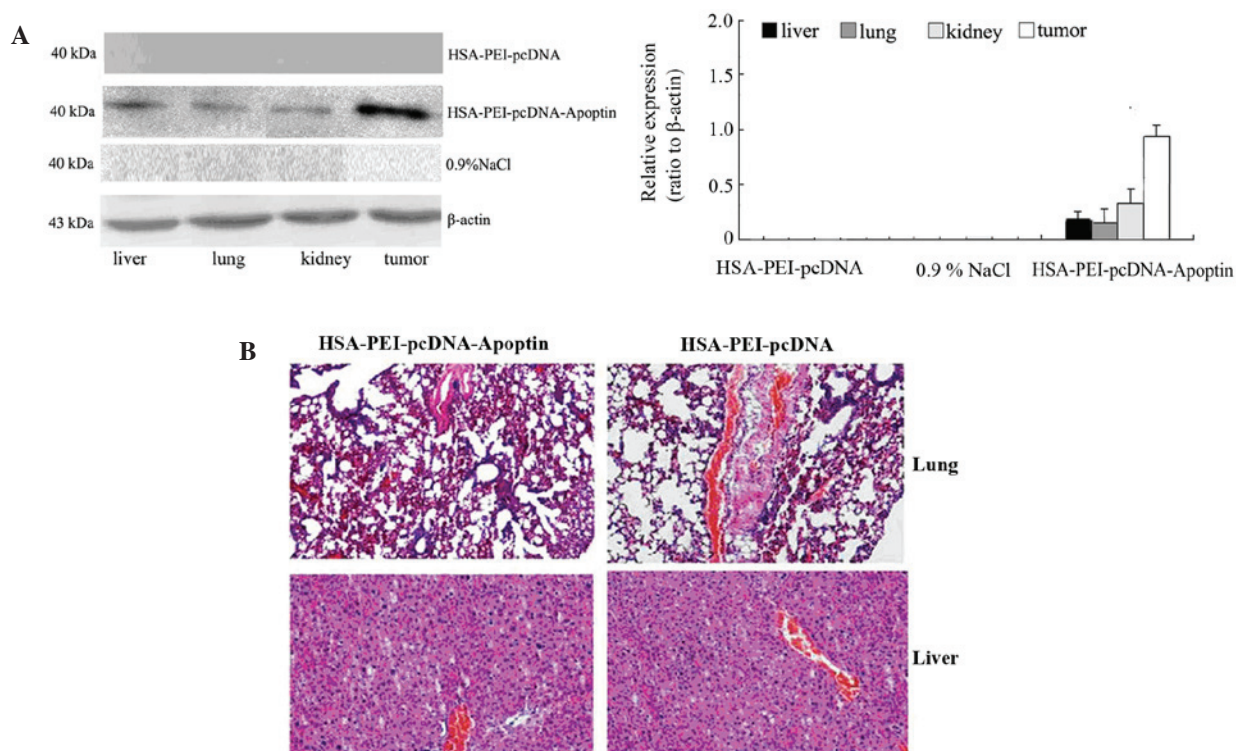 A
40 kDa
HSA-PEI-pcDNA
40 kDa
HSA-PEI-pcDNA-Apoptin
40 kDa
0.9%NaCl
43 kDa
β-actin
liver lung kidney tumor
Relative expression
(ratio to β-actin)
2.0
1.5
1.0
0.5
0
liver lung kidney tumor
HSA-PEI-pcDNA 0.9 % NaCl HSA-PEI-pcDNA-Apoptin
B
HSA-PEI-pcDNA-Apoptin HSA-PEI-pcDNA
Lung
Liver